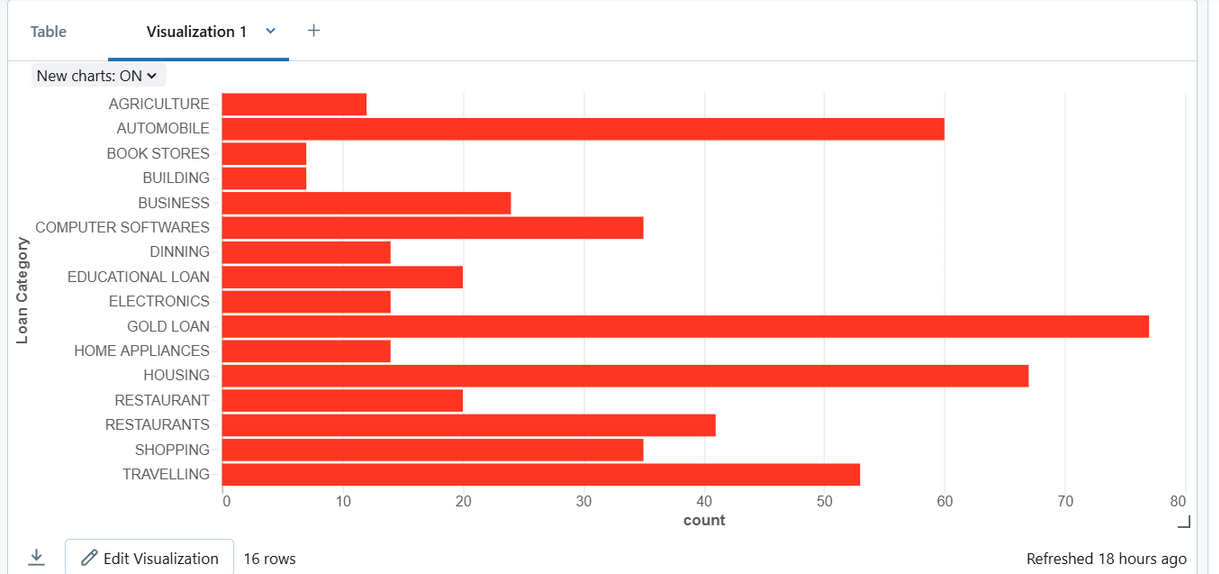 Table
Visualization 1
+
New charts: ON
AGRICULTURE
AUTOMOBILE
BOOK STORES
BUILDING
BUSINESS
COMPUTER SOFTWARES
DINNING
EDUCATIONAL LOAN
ELECTRONICS
GOLD LOAN
HOME APPLIANCES
HOUSING
RESTAURANT
RESTAURANTS
SHOPPING
TRAVELLING
Loan Category
0 10 20 30 40 50 60 70 80
count
Edit Visualization
16 rows
Refreshed 18 hours ago